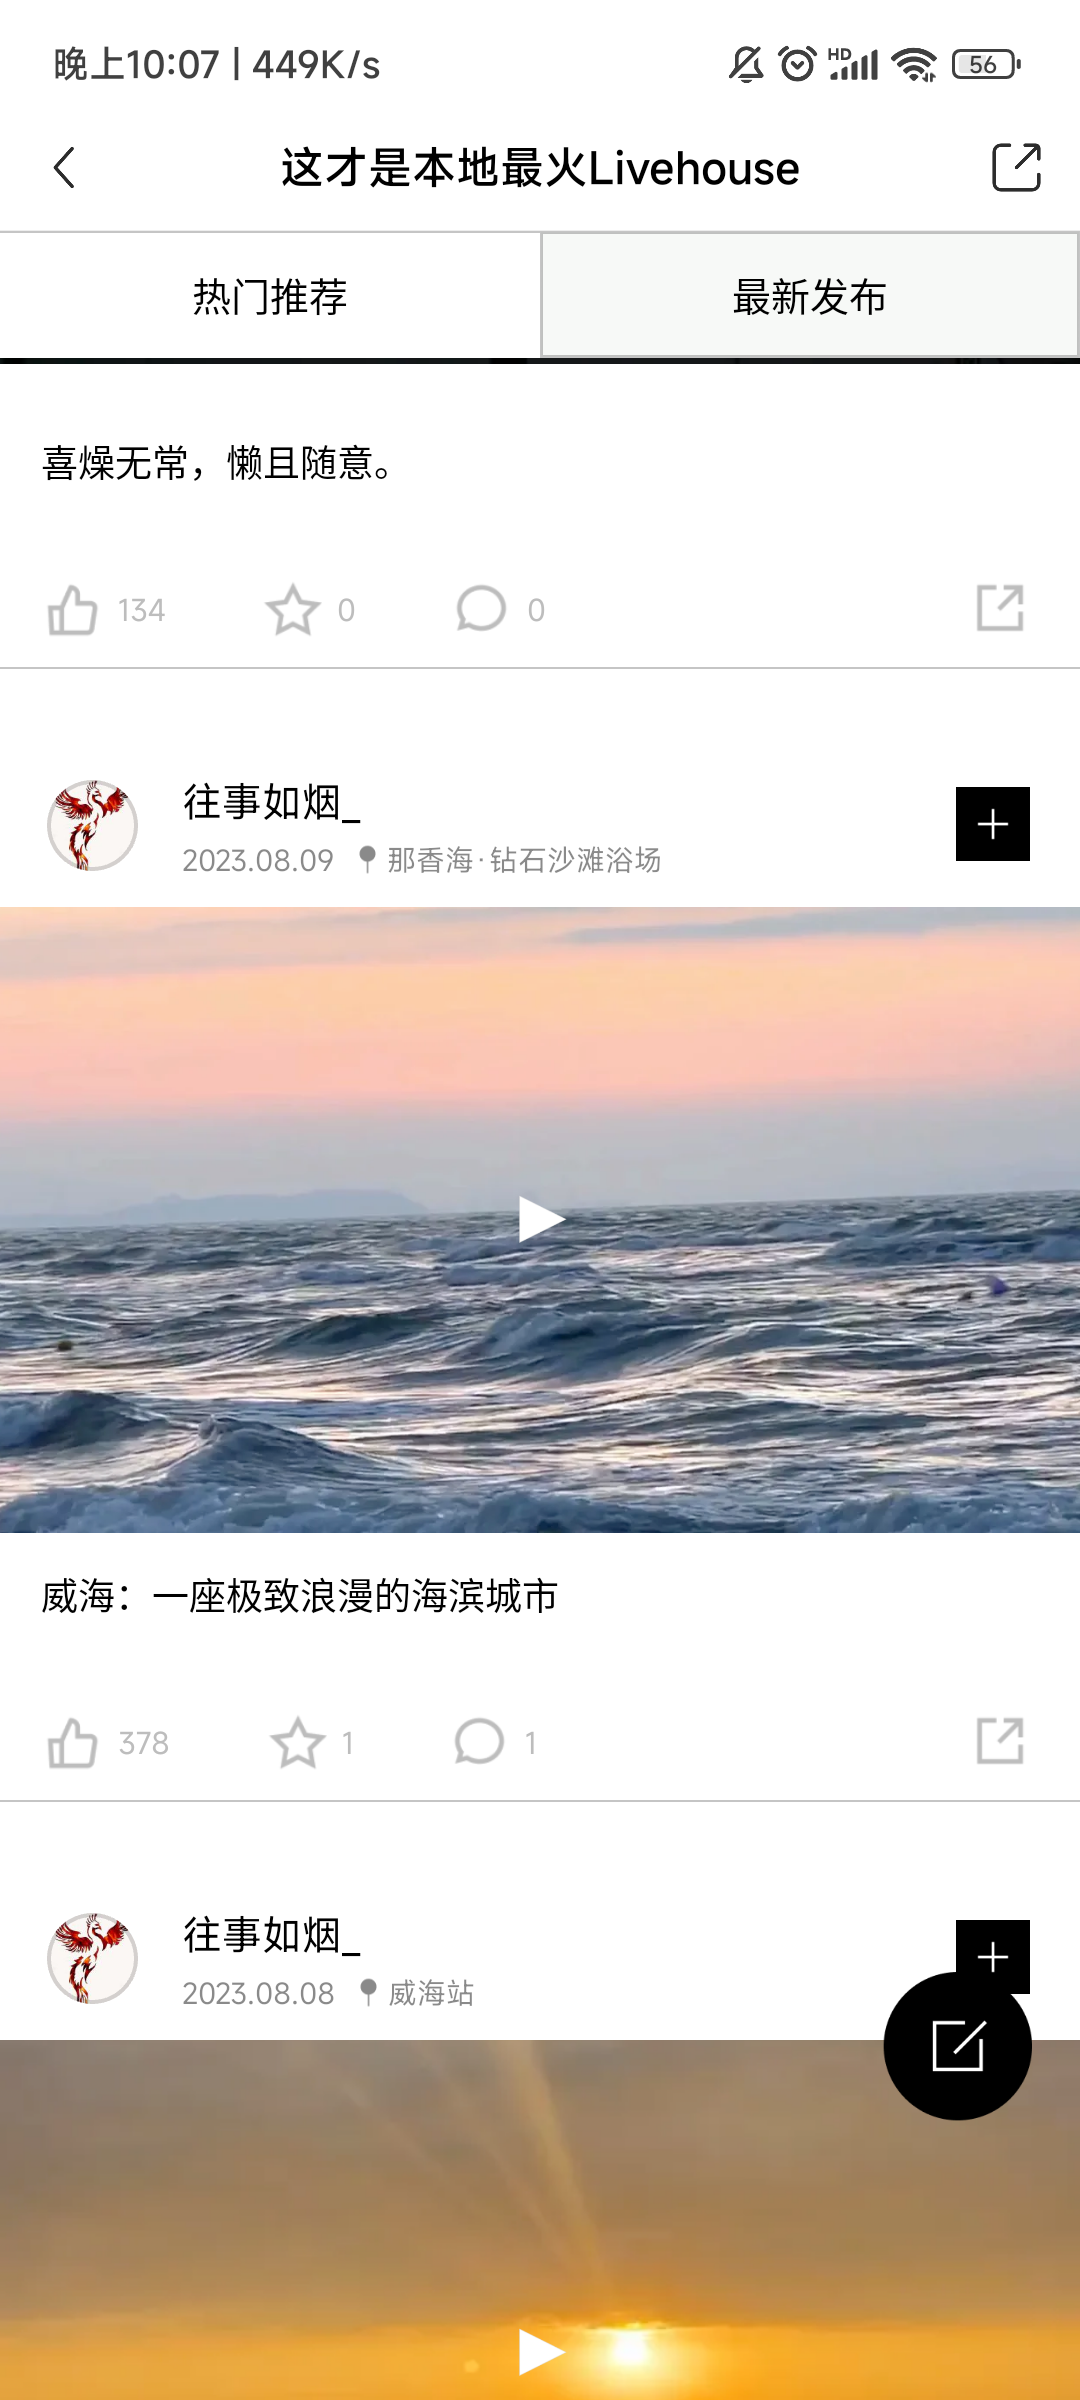 晚上10:07 | 449K/s
HD
56
这才是本地最火Livehouse
热门推荐
最新发布
喜燥无常，懒且随意。
134
0
0
往事如烟_
2023.08.09 那香海·钻石沙滩浴场
威海：一座极致浪漫的海滨城市
378
1
1
往事如烟_
2023.08.08 威海站